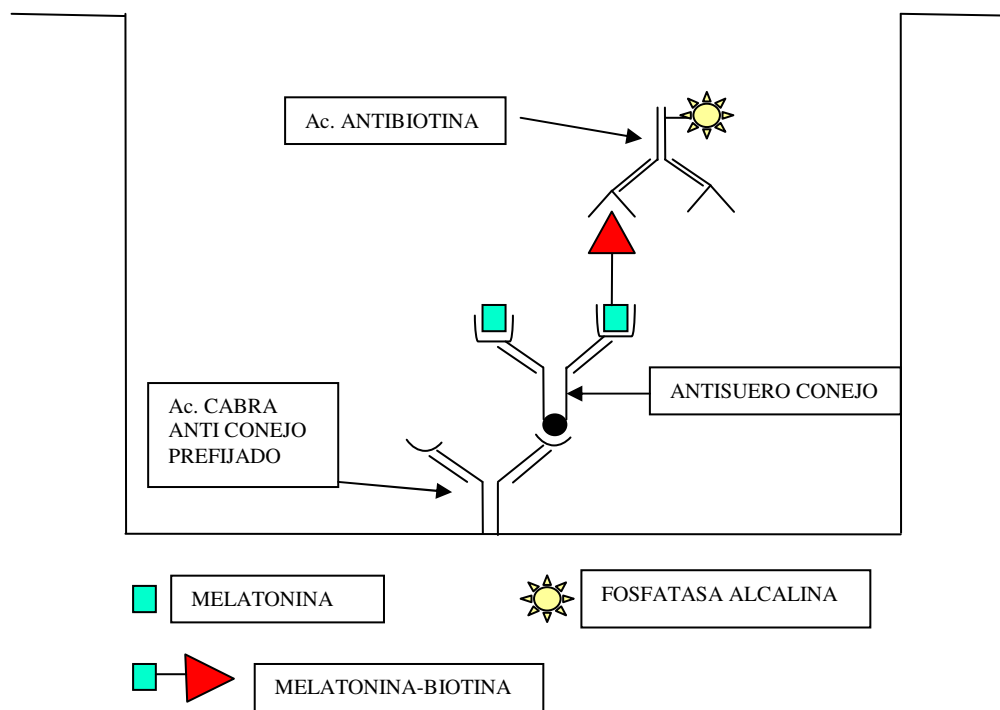 Ac. ANTIBIOTINA
ANTISUERO CONEJO
Ac. CABRA
ANTI CONEJO
PREFIJADO
MELATONINA
FOSFATASA ALCALINA
MELATONINA-BIOTINA